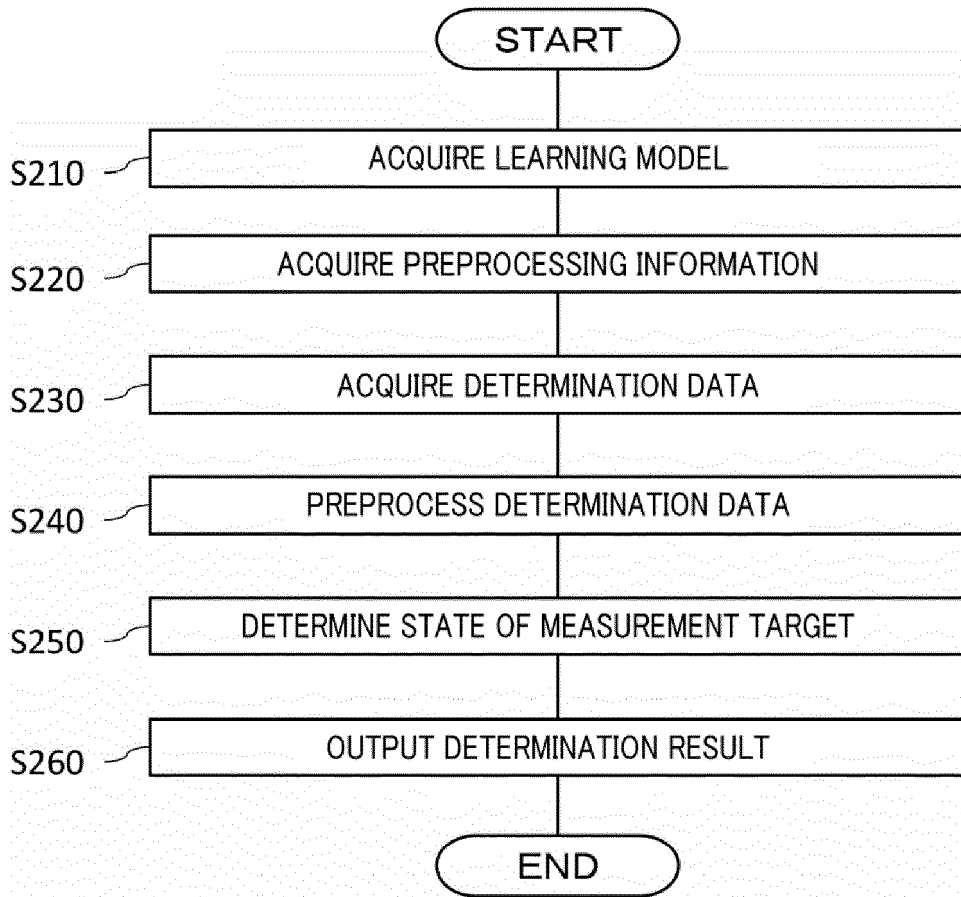 START
S210 ACQUIRE LEARNING MODEL
S220 ACQUIRE PREPROCESSING INFORMATION
S230 ACQUIRE DETERMINATION DATA
S240 PREPROCESS DETERMINATION DATA
S250 DETERMINE STATE OF MEASUREMENT TARGET
S260 OUTPUT DETERMINATION RESULT
END